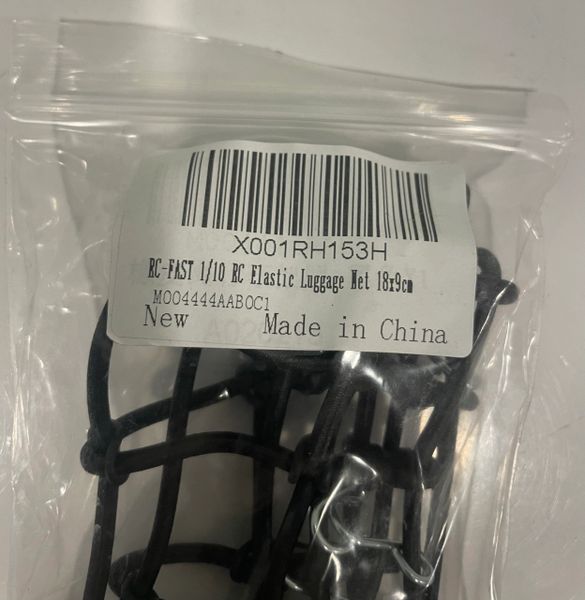 X001RH153H
RC-FAST 1/10 RC Elastic Luggage Net 18x9cm
M004444AAB0C1
New Made in China